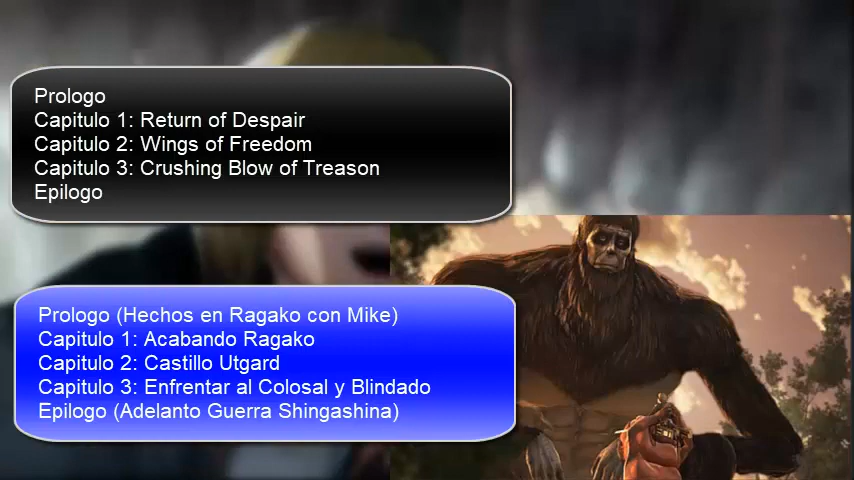 Prologo
Capitulo 1: Return of Despair
Capitulo 2: Wings of Freedom
Capitulo 3: Crushing Blow of Treason
Epilogo
Prologo (Hechos en Ragako con Mike)
Capitulo 1: Acabando Ragako
Capitulo 2: Castillo Utgard
Capitulo 3: Enfrentar al Colosal y Blindado
Epilogo (Adelanto Guerra Shingashina)